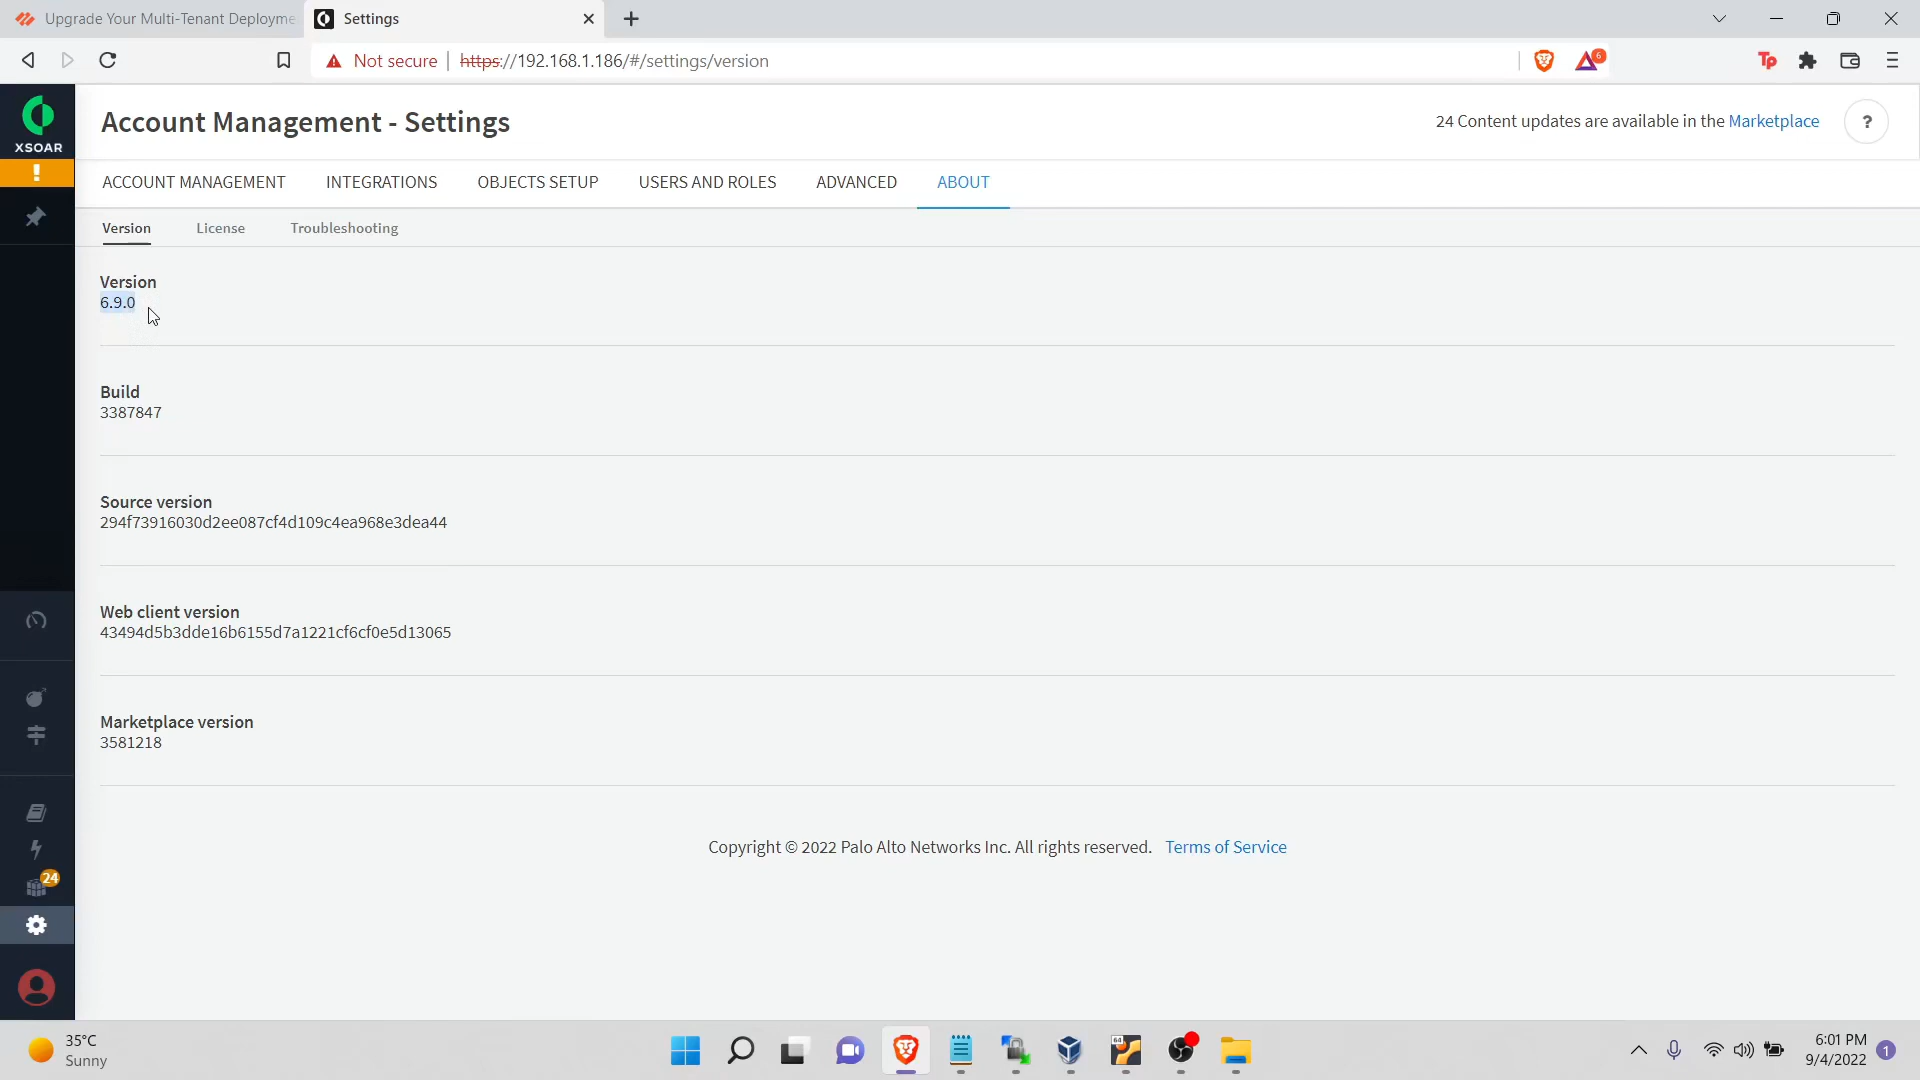 Upgrade Your Multi-Tenant Deployme
Settings
Not secure
https://192.168.1.186/#/settings/version
6
Tp
XSOAR
Account Management - Settings
24 Content updates are available in the Marketplace
?
!
ACCOUNT MANAGEMENT
INTEGRATIONS
OBJECTS SETUP
USERS AND ROLES
ADVANCED
ABOUT
Version
License
Troubleshooting
Version
6.9.0
Build
3387847
Source version
294f73916030d2ee087cf4d109c4ea968e3dea44
Web client version
43494d5b3dde16b6155d7a1221cf6cf0e5d13065
Marketplace version
3581218
24
Copyright © 2022 Palo Alto Networks Inc. All rights reserved. Terms of Service
35°C
Sunny
64
6:01 PM
9/4/2022
1